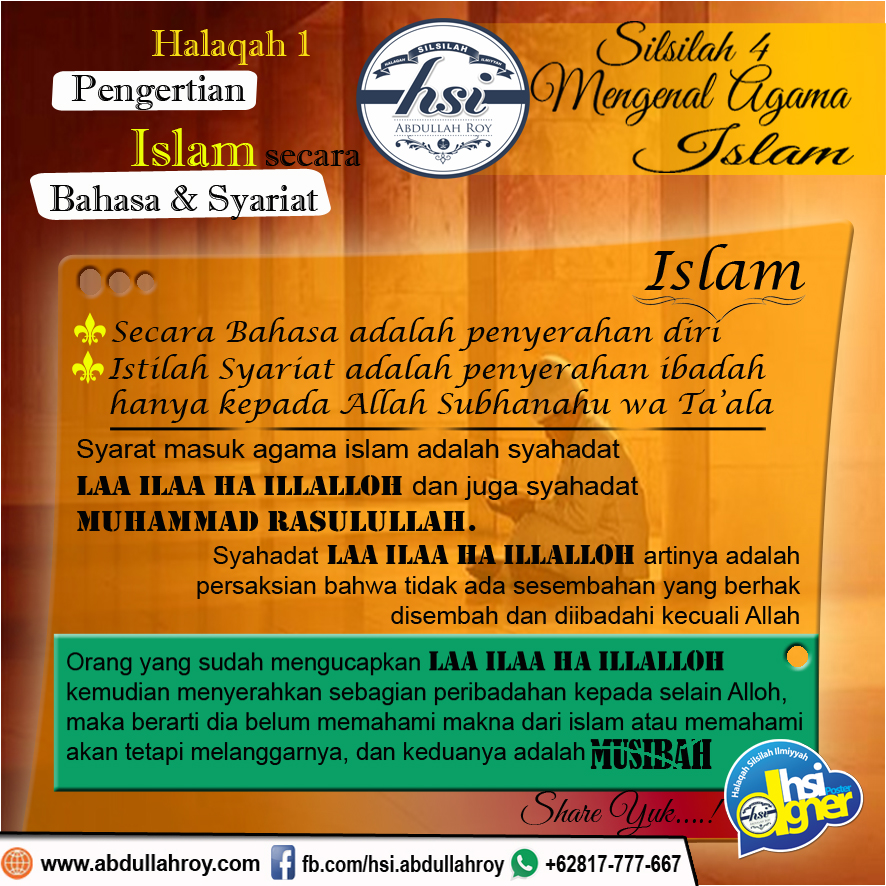 Halaqah 1
Pengertian
Islam secara
Bahasa & Syariat
HALAQAH SILSILAH ILMIYYAH
hsi
ABDULLAH ROY
Silsilah 4
Mengenal Agama
Islam
Islam
Secara Bahasa adalah penyerahan diri
Istilah Syariat adalah penyerahan ibadah
hanya kepada Allah Subhanahu wa Ta'ala
Syarat masuk agama islam adalah syahadat
LAA ILAA HA ILLALLOH dan juga syahadat
MUHAMMAD RASULULLAH.
Syahadat LAA ILAA HA ILLALLOH artinya adalah
persaksian bahwa tidak ada sesembahan yang berhak
disembah dan diibadahi kecuali Allah
Orang yang sudah mengucapkan LAA ILAA HA ILLALLOH
kemudian menyerahkan sebagian peribadahan kepada selain Alloh,
maka berarti dia belum memahami makna dari islam atau memahami
akan tetapi melanggarnya, dan keduanya adalah MUSIBAH
Share Yuk....!
Halaqah Silsilah Ilmiyyah
hsi
Poster
dsigner
hsi
www.abdullahroy.com
fb.com/hsi.abdullahroy
+62817-777-667